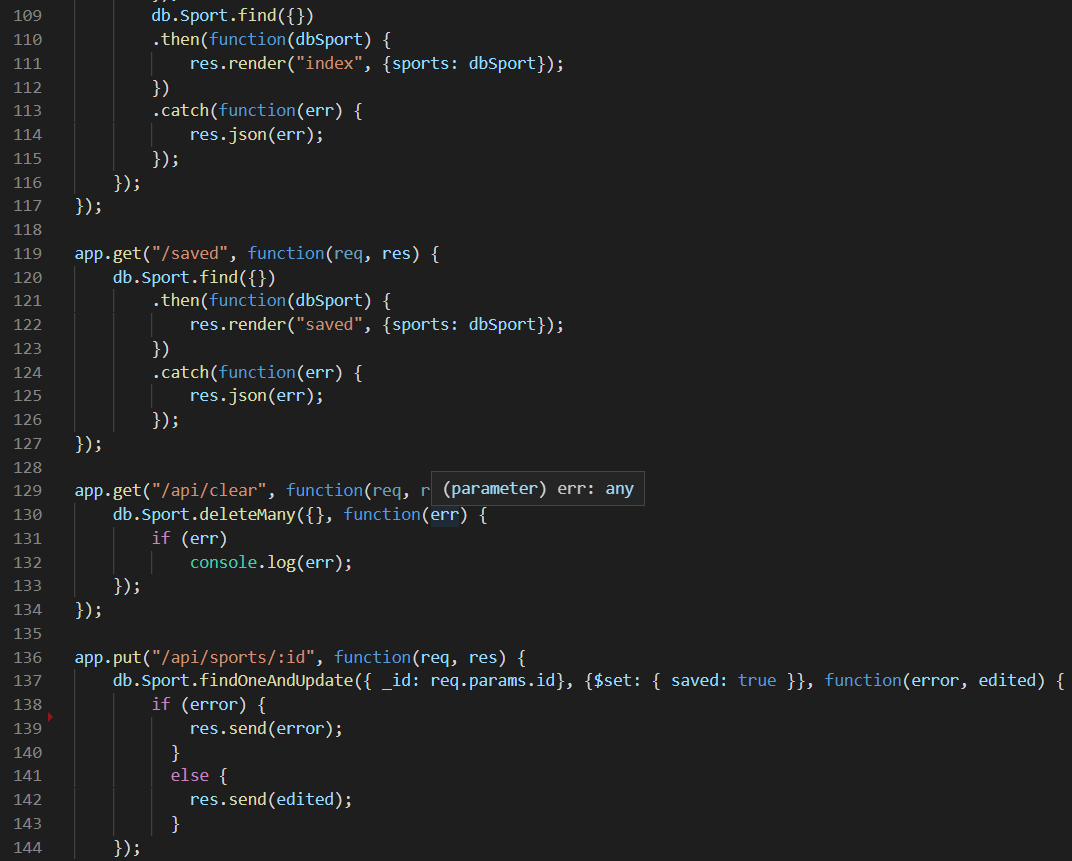 109 db.Sport.find({})
110 .then(function(dbSport) {
111 res.render("index", {sports: dbSport});
112 })
113 .catch(function(err) {
114 res.json(err);
115 });
116 });
117 });
118
119 app.get("/saved", function(req, res) {
120 db.Sport.find({})
121 .then(function(dbSport) {
122 res.render("saved", {sports: dbSport});
123 })
124 .catch(function(err) {
125 res.json(err);
126 });
127 });
128
129 app.get("/api/clear", function(req, r (parameter) err: any
130 db.Sport.deleteMany({}, function(err) {
131 if (err)
132 console.log(err);
133 });
134 });
135
136 app.put("/api/sports/:id", function(req, res) {
137 db.Sport.findOneAndUpdate({ _id: req.params.id}, {$set: { saved: true }}, function(error, edited) {
138 if (error) {
139 res.send(error);
140 }
141 else {
142 res.send(edited);
143 }
144 });